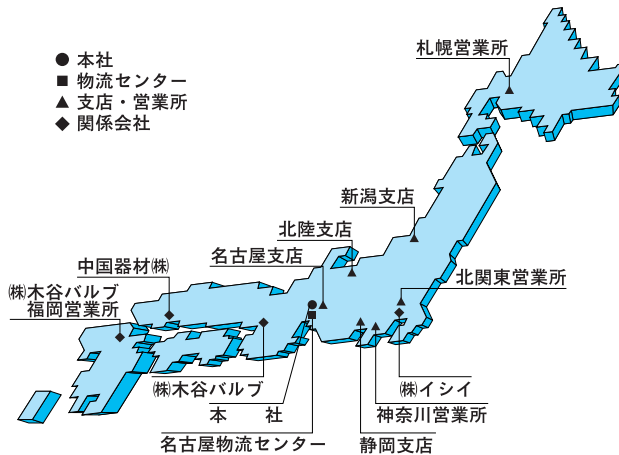 ● 本社
■ 物流センター
▲ 支店・営業所
◆ 関係会社
札幌営業所
新潟支店
北陸支店
名古屋支店
北関東営業所
中国器材㈱
㈱木谷バルブ
福岡営業所
㈱木谷バルブ
㈱イシイ
本　社
神奈川営業所
名古屋物流センター
静岡支店